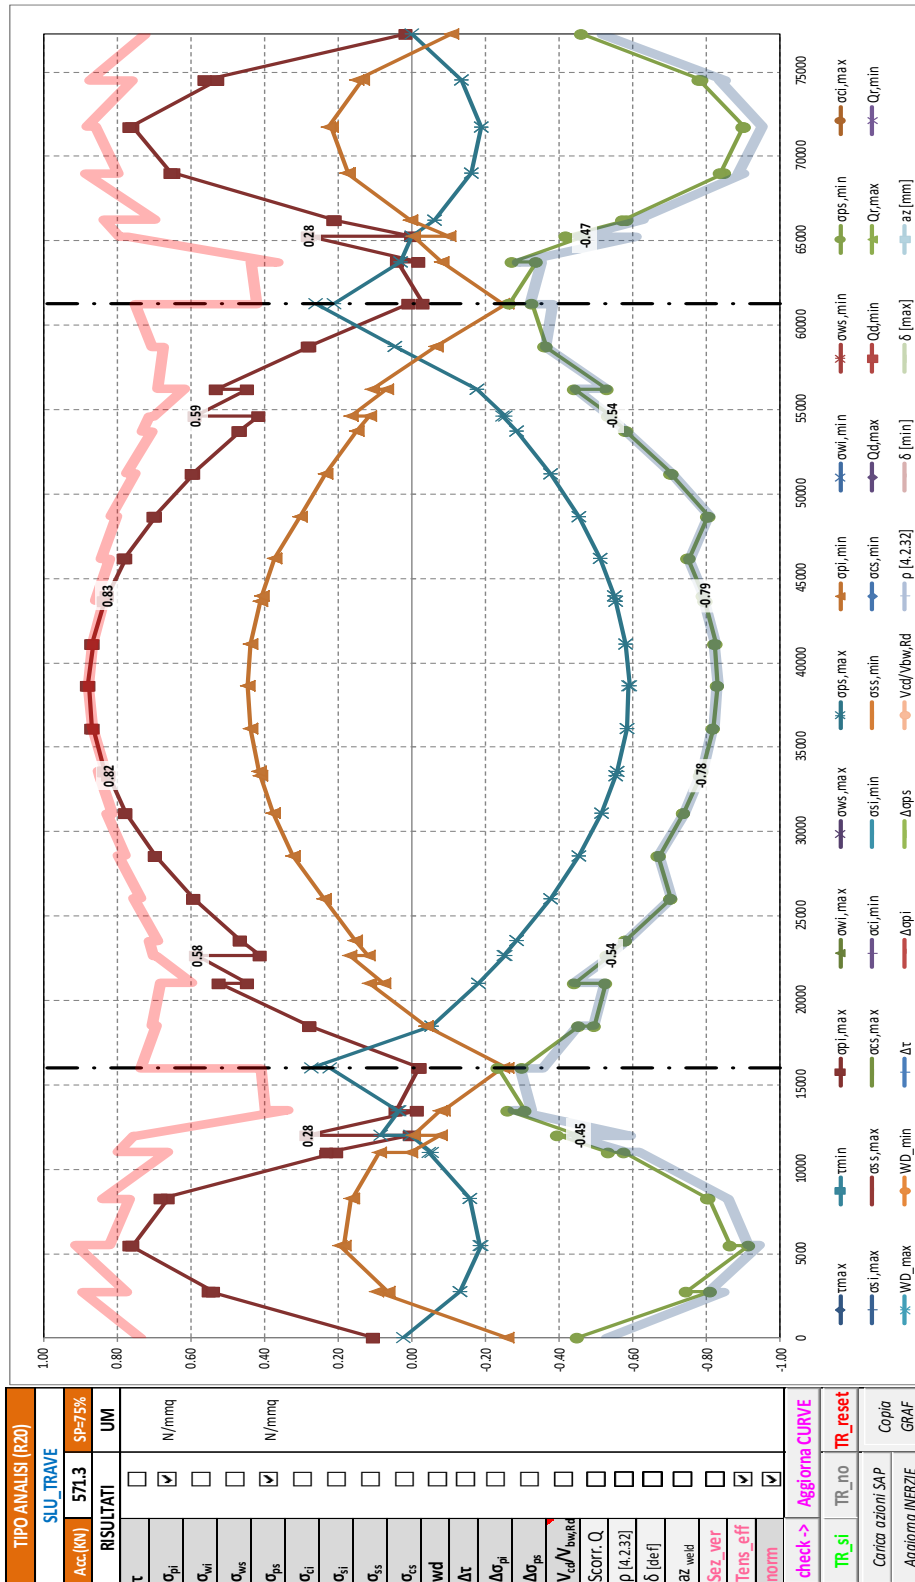 TIPO ANALISI (R20)
SLU_TRAVE
Acc.(KN) 571.3 SP=75%
RISULTATI UM
τ
σpi N/mmq
σwi
σws
σps N/mmq
σci
σsi
σss
σcs
wd
Δτ
Δσpi
Δσps
Vcd/Vbw,Rd
Scorr. Q
ρ [4.2.32]
δ [def]
az weld
Sez_ver
Tens_eff
norm
check-> Aggiorna CURVE
TR_si TR_no TR_reset
Carica azioni SAP Copia
Aggiorna INERZIE GRAF
1.00
0.80
0.60
0.40
0.20
0.00
-0.20
-0.40
-0.60
-0.80
-1.00
0
5000
10000
15000
20000
25000
30000
35000
40000
45000
50000
55000
60000
65000
70000
75000
0.28
0.58
0.82
0.83
0.59
0.28
-0.45
-0.54
-0.78
-0.79
-0.54
-0.47
τmax τmin σpi,max σwi,max σws,max σps,max σpi,min σwi,min σws,min σps,min σci,max
σsi,max σss,max σcs,max σci,min σsi,min σss,min σcs,min Qd,max Qd,min Qr,max Qr,min
WD_max WD_min Δτ Δσpi Δσps Vcd/Vbw,Rd ρ [4.2.32] δ [min] δ [max] az [mm]